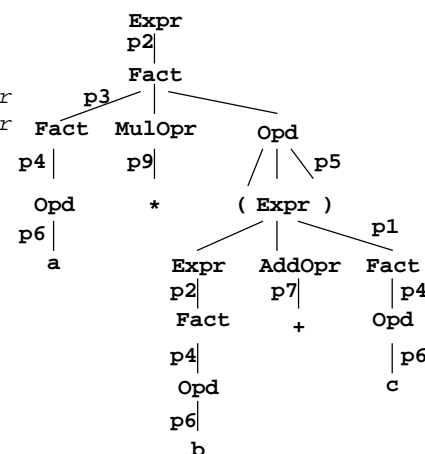 Expr
p2
Fact
r p3
r Fact MulOpr Opd
p4 p9 p5
Opd * ( Expr )
p6 p1
a Expr AddOpr Fact
p2 p7 p4
Fact + Opd
p4 p6
Opd c
p6
b